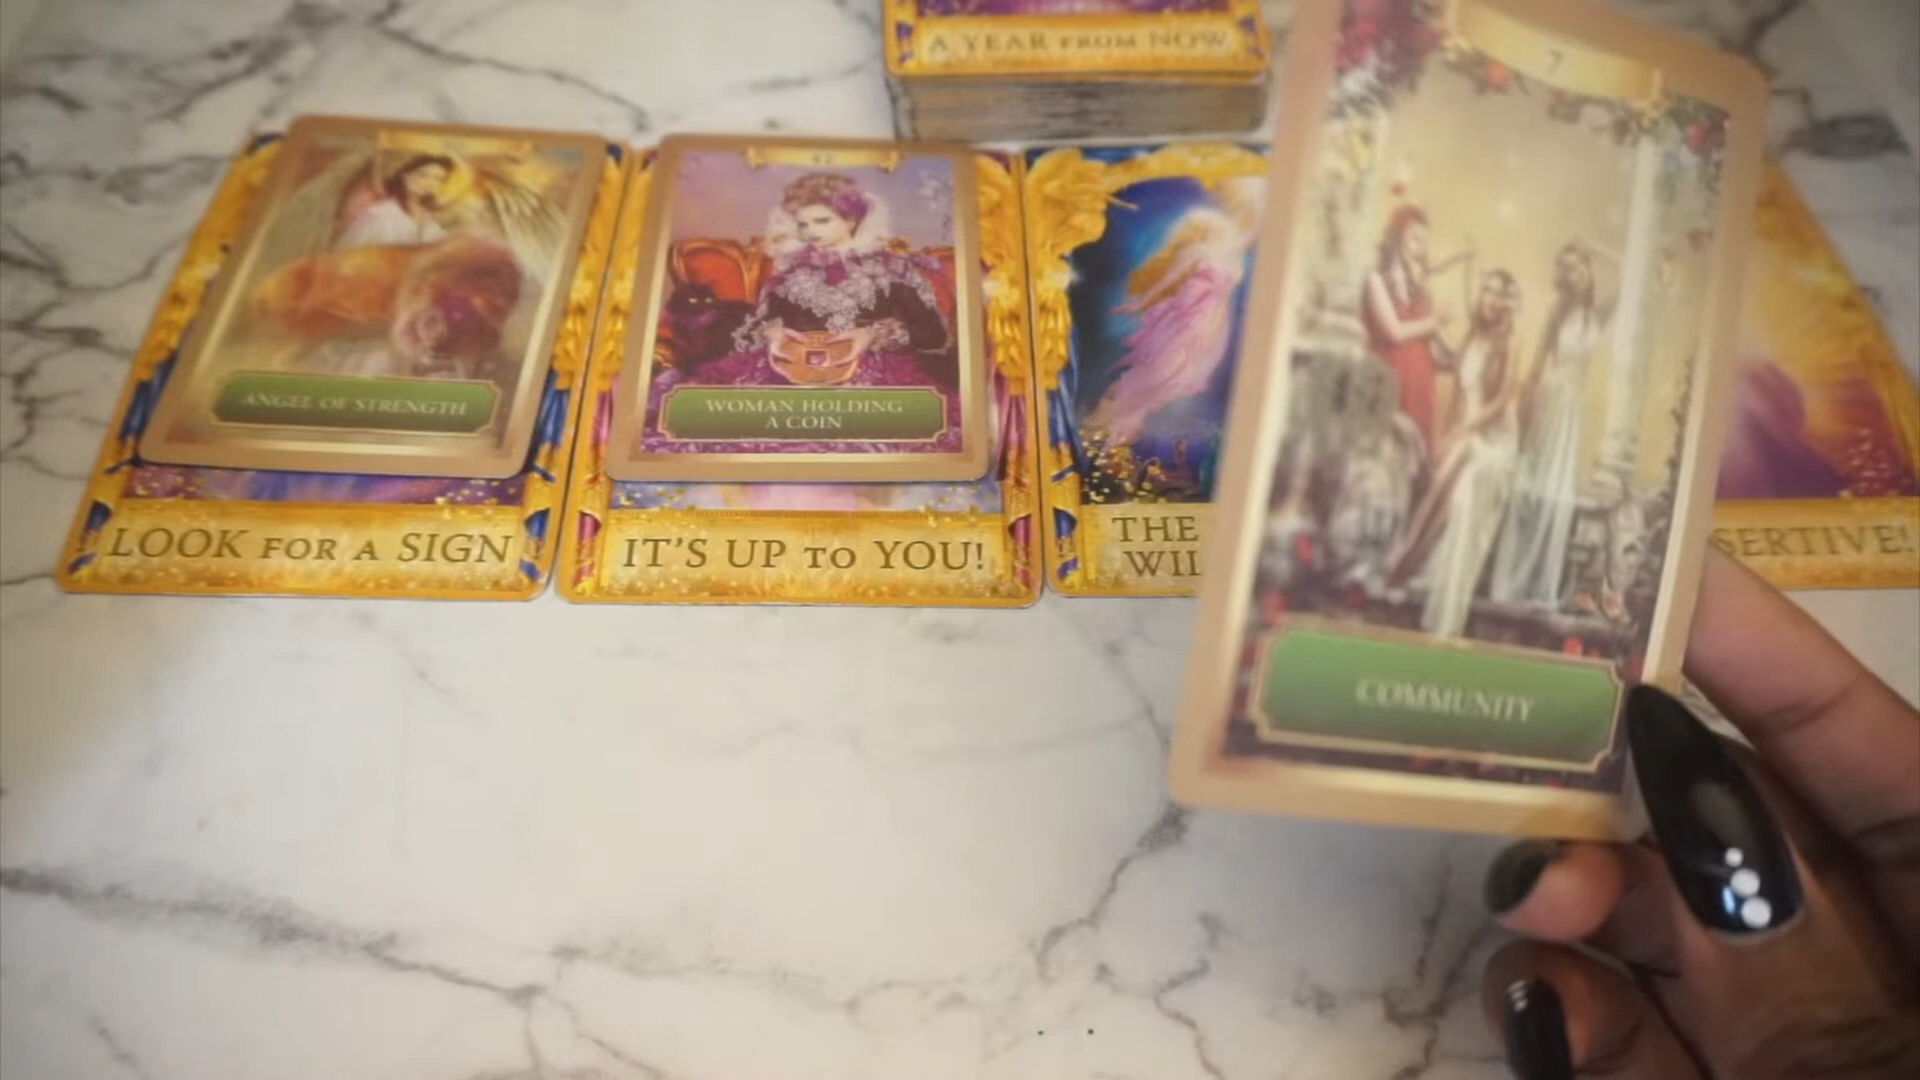 A YEAR FROM NOW
7
ANGEL OF STRENGTH
WOMAN HOLDING
A COIN
LOOK FOR A SIGN
IT'S UP TO YOU!
THE
WIL
SERTIVE!
COMMUNITY